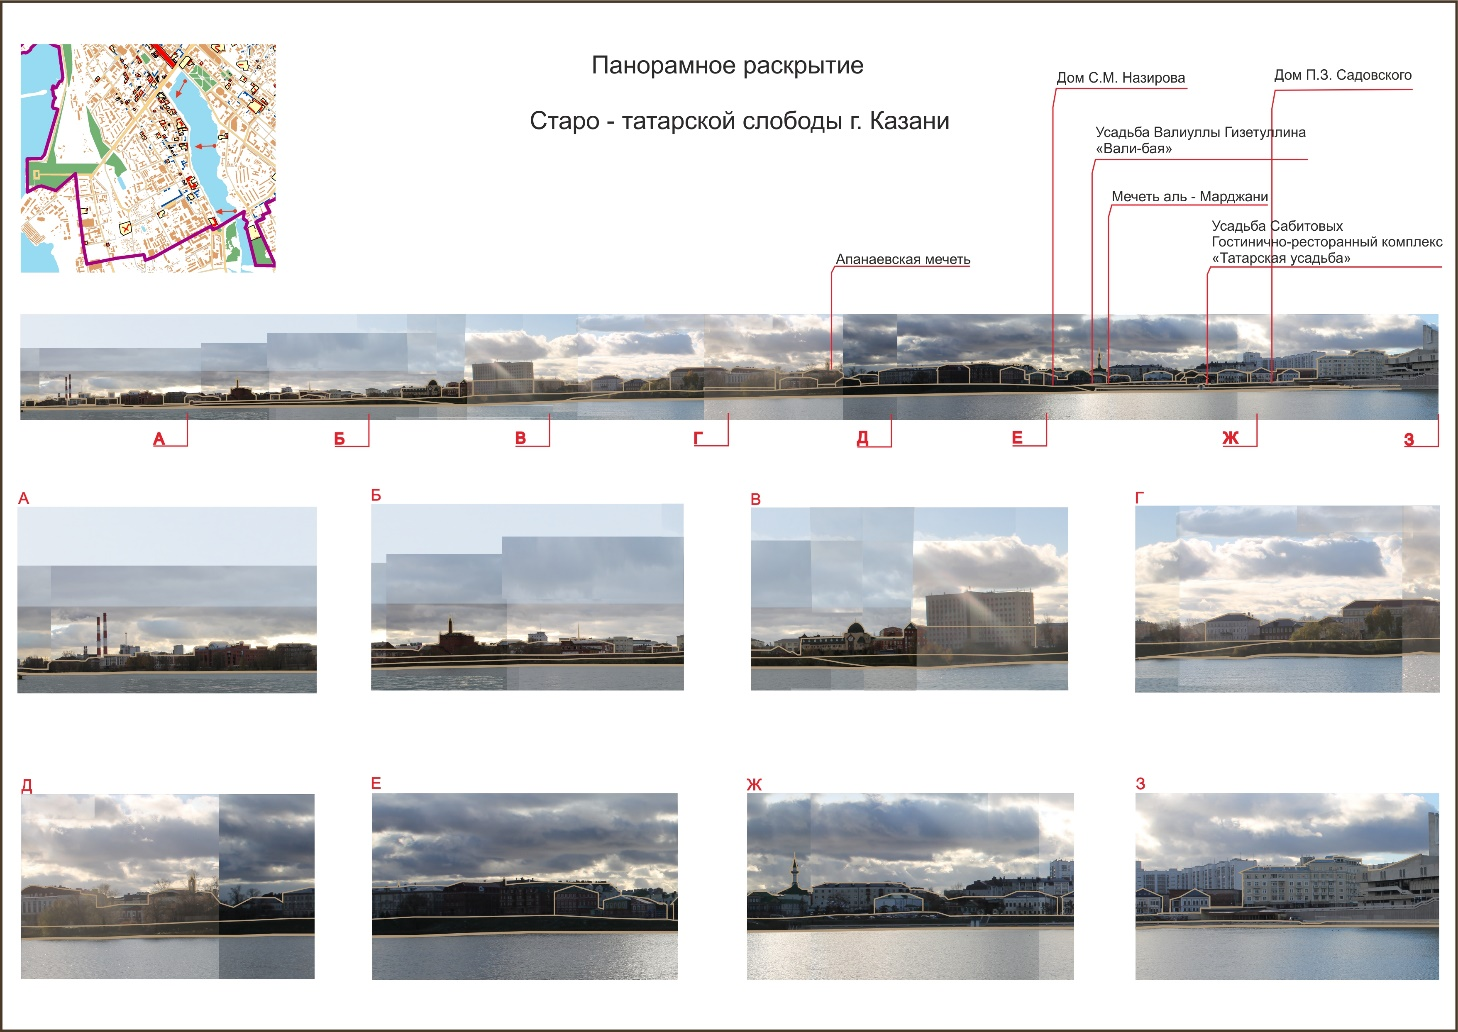 Панорамное раскрытие
Старо - татарской слободы г. Казани
Дом С.М. Назирова
Дом П.З. Садовского
Усадьба Валиуллы Гизетуллина
«Вали-бая»
Мечеть аль - Марджани
Усадьба Сабитовых
Гостинично-ресторанный комплекс
«Татарская усадьба»
Апанаевская мечеть
А
Б
В
Г
Д
Е
Ж
З
А
Б
В
Г
Д
Е
Ж
З